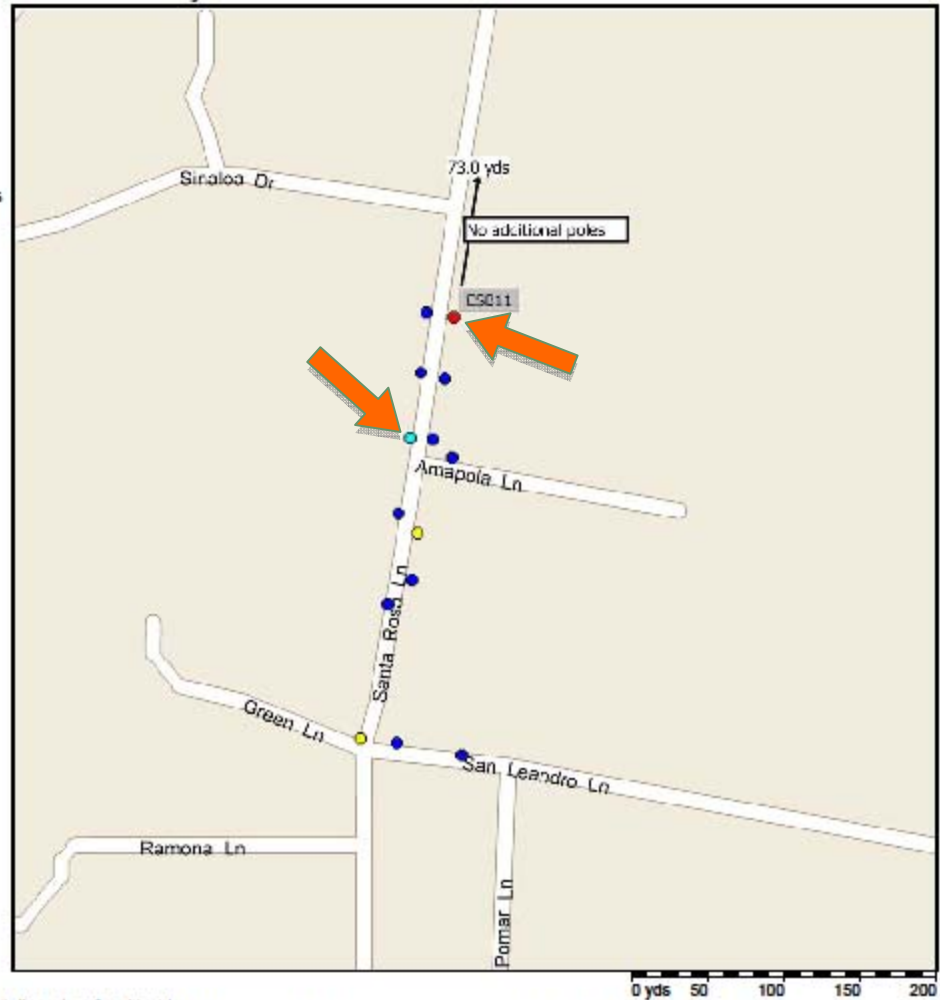 73.0 yds
Sinaloa Dr
No additional poles
ESB11
Amapola Ln
Santa Rosa Ln
Green Ln
San Leandro Ln
Ramona Ln
Pomar Ln
0 yds 50 100 150 200